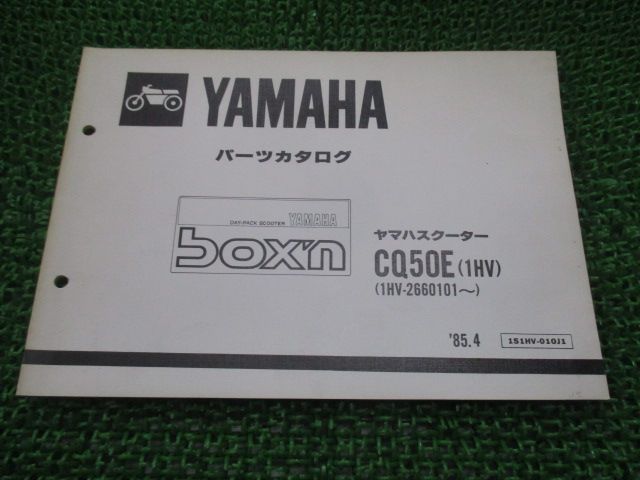 YAMAHA
パーツカタログ
DAY-PACK SCOOTER YAMAHA
box'n
ヤマハスクーター
CQ50E(1HV)
(1HV-2660101～)
'85.4
151HV-010J1